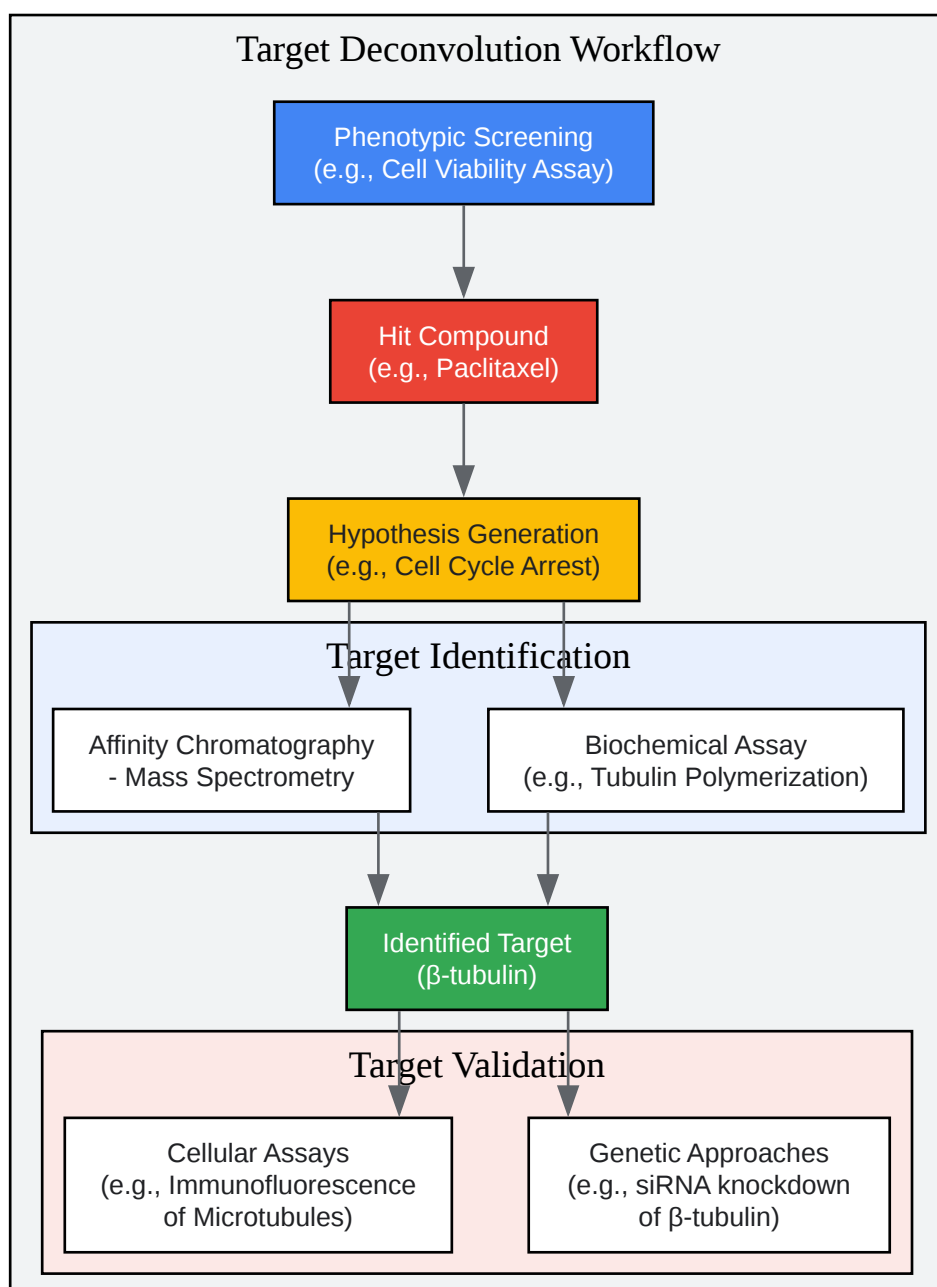 Target Deconvolution Workflow
Phenotypic Screening
(e.g., Cell Viability Assay)
Hit Compound
(e.g., Paclitaxel)
Hypothesis Generation
(e.g., Cell Cycle Arrest)
Target Identification
Affinity Chromatography
- Mass Spectrometry
Biochemical Assay
(e.g., Tubulin Polymerization)
Identified Target
(β-tubulin)
Target Validation
Cellular Assays
(e.g., Immunofluorescence
of Microtubules)
Genetic Approaches
(e.g., siRNA knockdown
of β-tubulin)